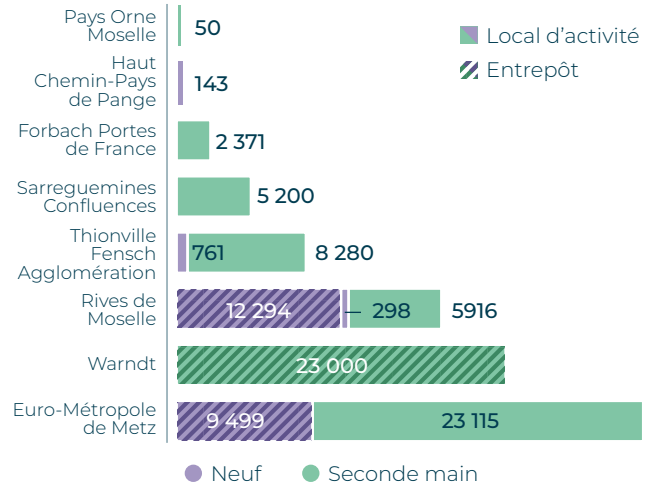 Pays Orne
Moselle
50
Local d'activité
Entrepôt
Haut
Chemin-Pays
de Pange
143
Forbach Portes
de France
2 371
Sarreguemines
Confluences
5 200
Thionville
Fensch
Agglomération
761
8 280
Rives de
Moselle
12 294
298
5916
Warndt
23 000
Euro-Métropole
de Metz
9 499
23 115
Neuf
Seconde main